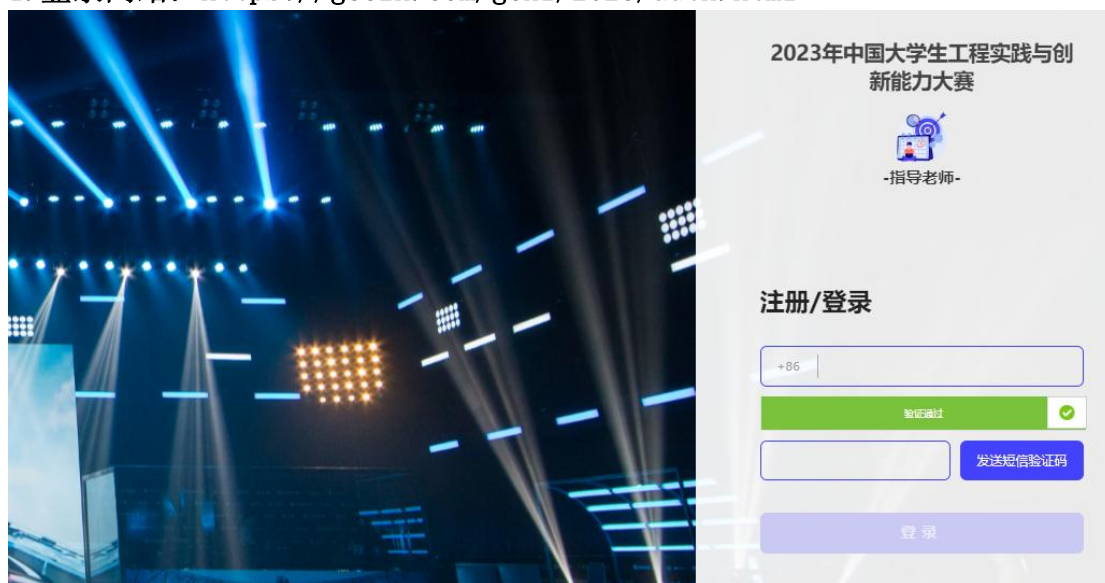 2023年中国大学生工程实践与创
新能力大赛
-指导老师-
注册/登录
+86
验证通过
发送短信验证码
登 录